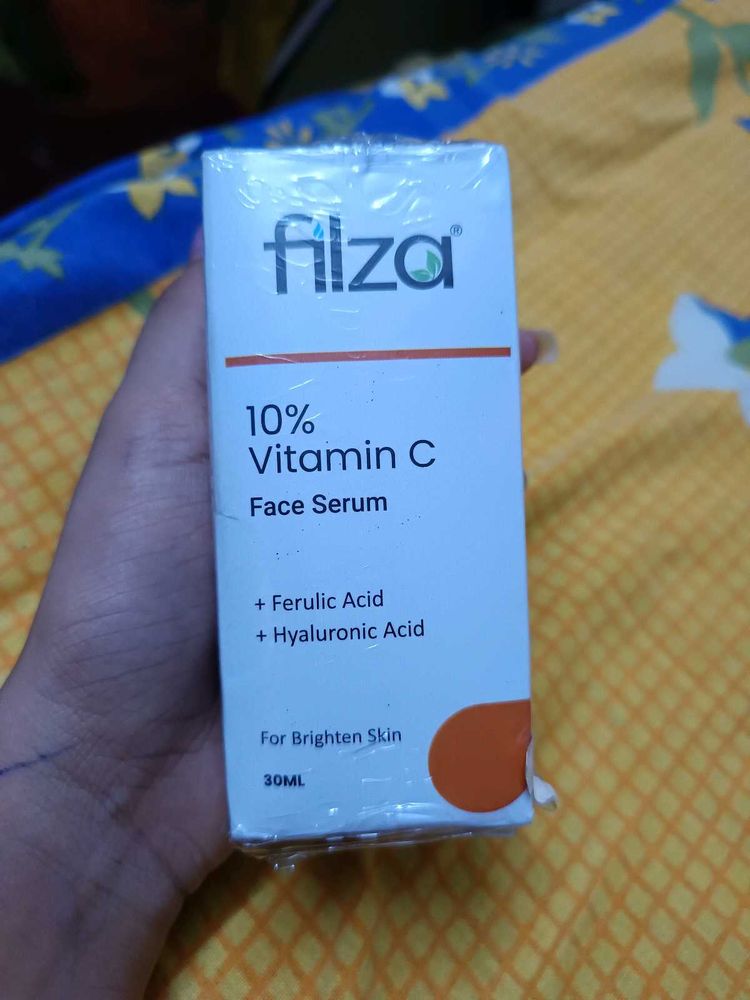 filza®
10%
Vitamin C
Face Serum
+ Ferulic Acid
+ Hyaluronic Acid
For Brighten Skin
30ML